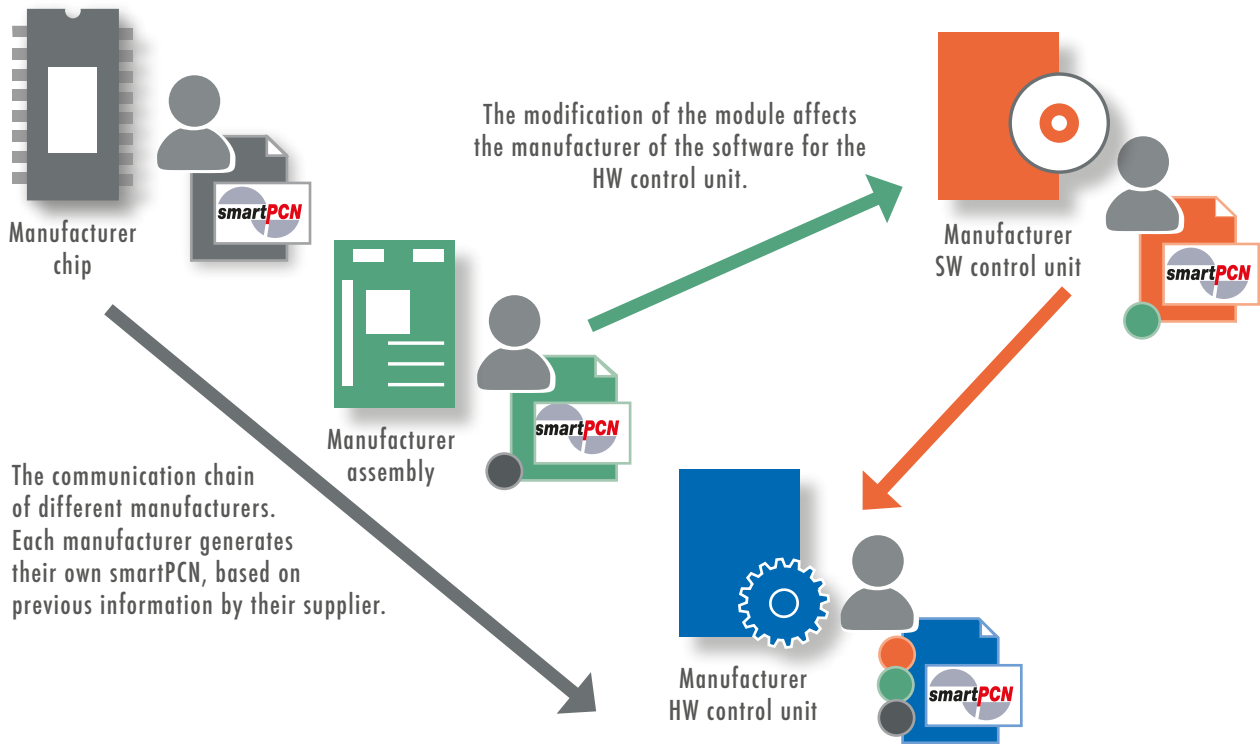 smartPCN
Manufacturer
chip
The modification of the module affects
the manufacturer of the software for the
HW control unit.
Manufacturer
SW control unit
smartPCN
smartPCN
Manufacturer
assembly
The communication chain
of different manufacturers.
Each manufacturer generates
their own smartPCN, based on
previous information by their supplier.
Manufacturer
HW control unit
smartPCN